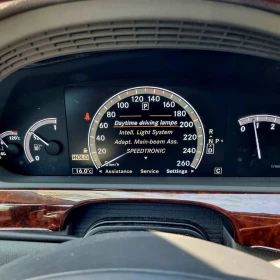 100 120 140 160
P
80
180
60
200
40
220
20
240
260
Daytime driving lamps
Intell. Light System
Adapt. Main-beam Ass.
SPEEDTRONIC
R
N P
D
HOLD
km/h
16.0°C
Assistance Service Settings
C